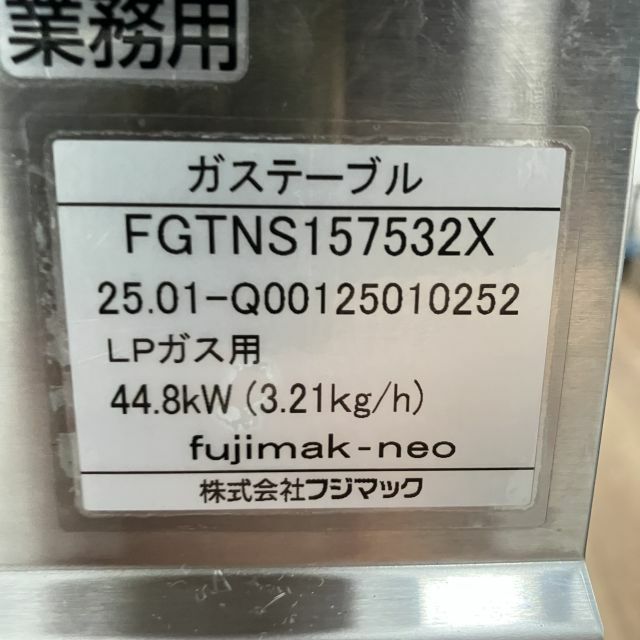 業務用
ガステーブル
FGTNS157532X
25.01-Q00125010252
LPガス用
44.8kW(3.21kg/h)
fujimak-neo
株式会社フジマック